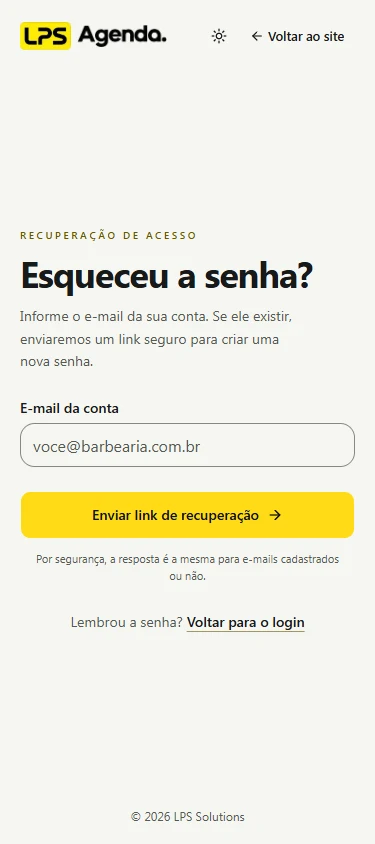 LPS Agenda.
← Voltar ao site
RECUPERAÇÃO DE ACESSO
Esqueceu a senha?
Informe o e-mail da sua conta. Se ele existir,
enviaremos um link seguro para criar uma
nova senha.
E-mail da conta
voce@barbearia.com.br
Enviar link de recuperação →
Por segurança, a resposta é a mesma para e-mails cadastrados
ou não.
Lembrou a senha? Voltar para o login
© 2026 LPS Solutions